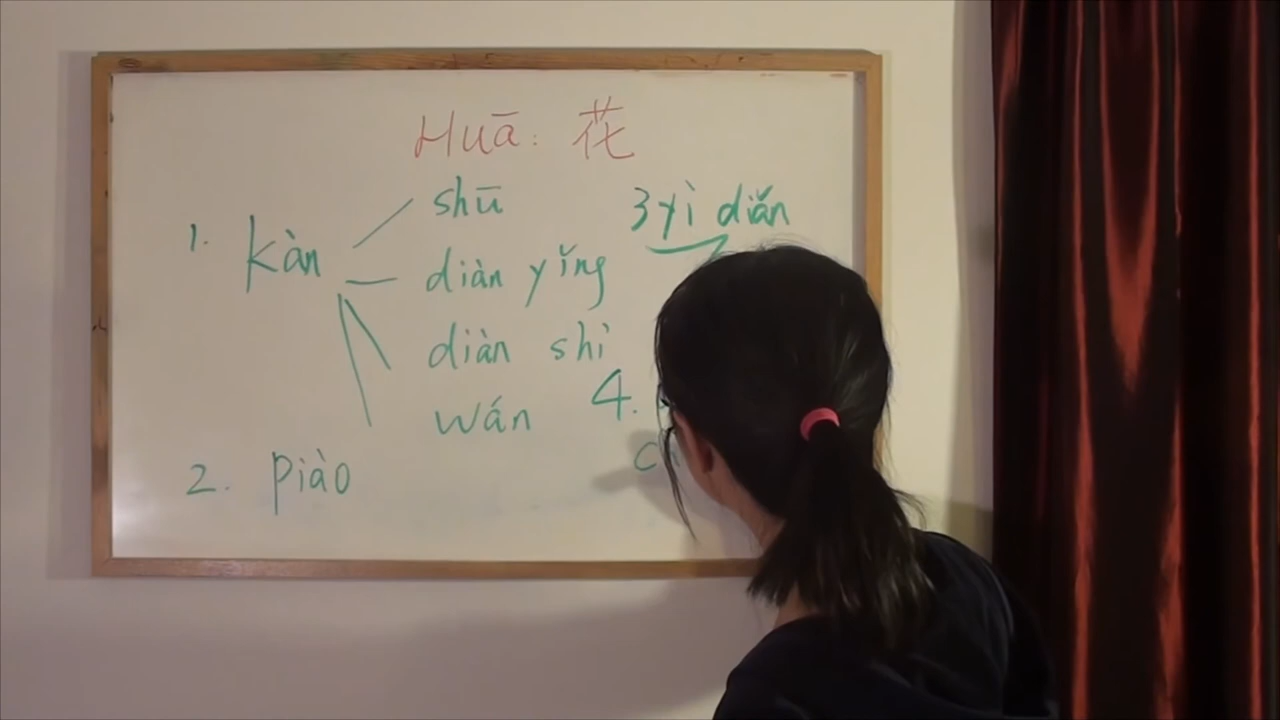 Huā: 花
1. kàn
shū
diàn yǐng
diàn shì
wán
2. piào
3 yì diǎn
4.